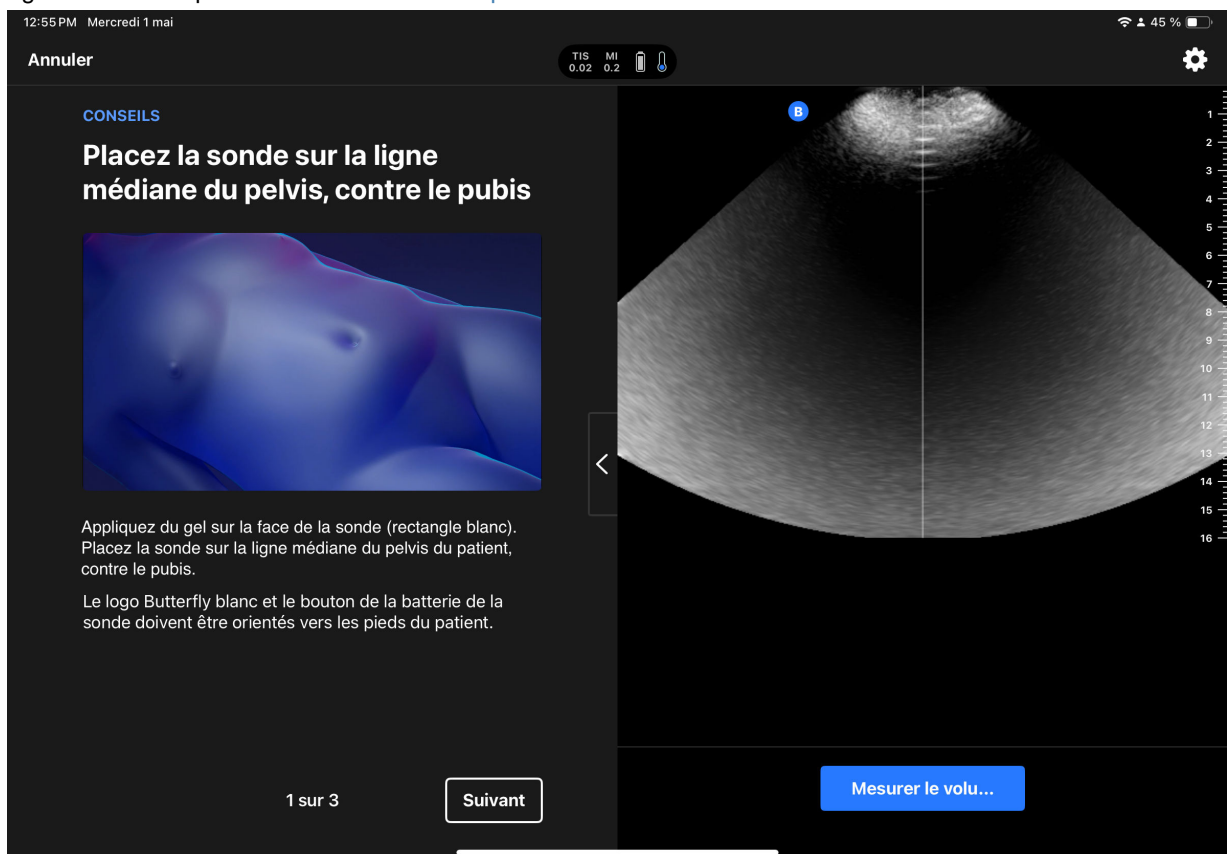 12:55 PM Mercredi 1 mai
45 %
Annuler
TIS MI
0.02 0.2
CONSEILS
Placez la sonde sur la ligne
médiane du pelvis, contre le pubis
Appliquez du gel sur la face de la sonde (rectangle blanc).
Placez la sonde sur la ligne médiane du pelvis du patient,
contre le pubis.
Le logo Butterfly blanc et le bouton de la batterie de la
sonde doivent être orientés vers les pieds du patient.
1 sur 3
Suivant
B
1
2
3
4
5
6
7
8
9
10
11
12
13
14
15
16
Mesurer le volu...